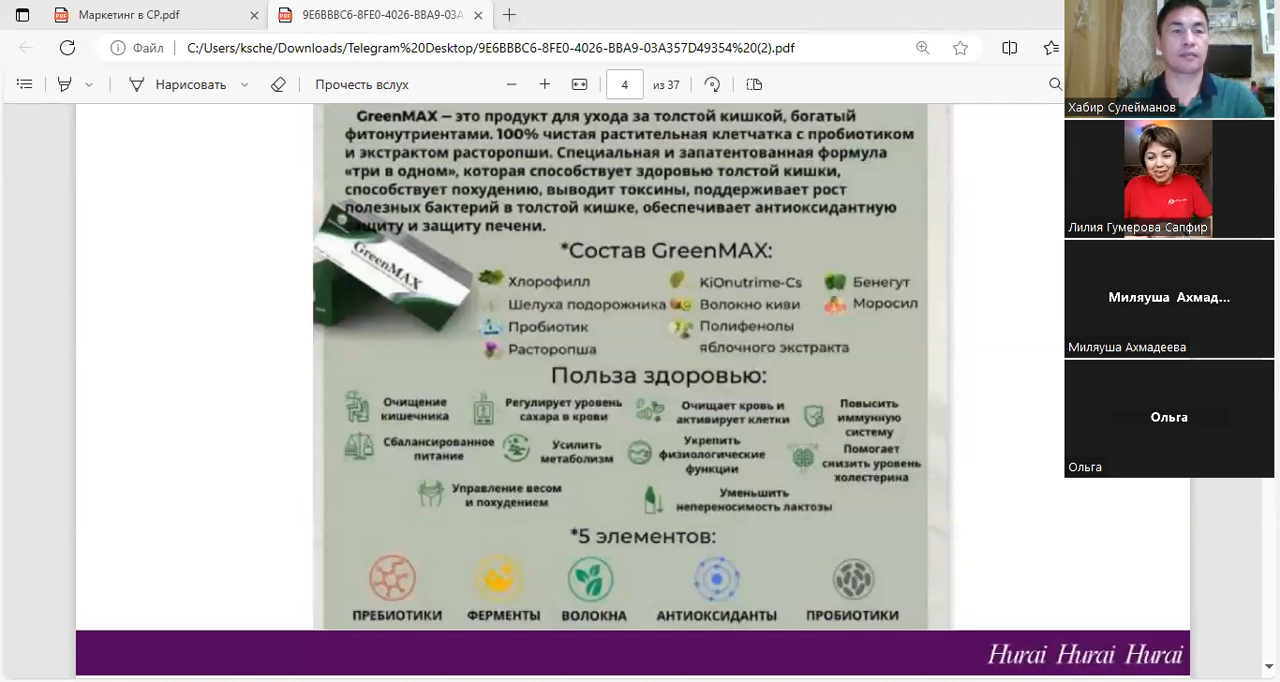 Маркетинг в CP.pdf
9E6BBBC6-8FE0-4026-BBA9-03A
Файл
C:/Users/ksche/Downloads/Telegram%20Desktop/9E6BBBC6-8FE0-4026-BBA9-03A357D49354%20(2).pdf
Нарисовать
Прочесть вслух
4
из 37
GreenMAX – это продукт для ухода за толстой кишкой, богатый
фитонутриентами. 100% чистая растительная клетчатка с пробиотиком
и экстрактом расторопши. Специальная и запатентованная формула
«три в одном», которая способствует здоровью толстой кишки,
способствует похудению, выводит токсины, поддерживает рост
полезных бактерий в толстой кишке, обеспечивает антиоксидантную
защиту и защиту печени.
GreenMAX
*Состав GreenMAX:
Хлорофилл
KiOnutrime-Cs
Бенегут
Шелуха подорожника
Волокно киви
Моросил
Пробиотик
Полифенолы
яблочного экстракта
Расторопша
Польза здоровью:
Очищение
кишечника
Регулирует уровень
сахара в крови
Очищает кровь и
активирует клетки
Повысить
иммунную
систему
Сбалансированное
питание
Усилить
метаболизм
Укрепить
физиологические
функции
Помогает
снизить уровень
холестерина
Управление весом
и похудением
Уменьшить
непереносимость лактозы
*5 элементов:
ПРЕБИОТИКИ
ФЕРМЕНТЫ
ВОЛОКНА
АНТИОКСИДАНТЫ
ПРОБИОТИКИ
Hurai Hurai Hurai
Хабир Сулейманов
Лилия Гумерова Сапфир
Миляуша Ахмад...
Миляуша Ахмадеева
Ольга
Ольга